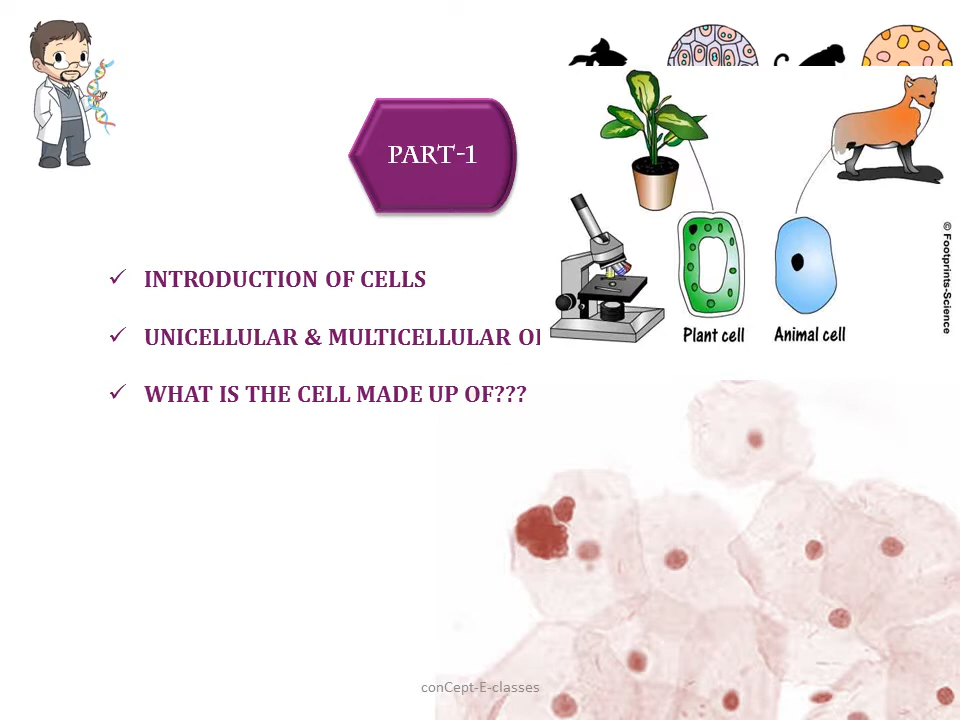 PART-1
INTRODUCTION OF CELLS
UNICELLULAR & MULTICELLULAR
WHAT IS THE CELL MADE UP OF???
Plant cell
Animal cell
© Footprints-Science
conCept-E-classes